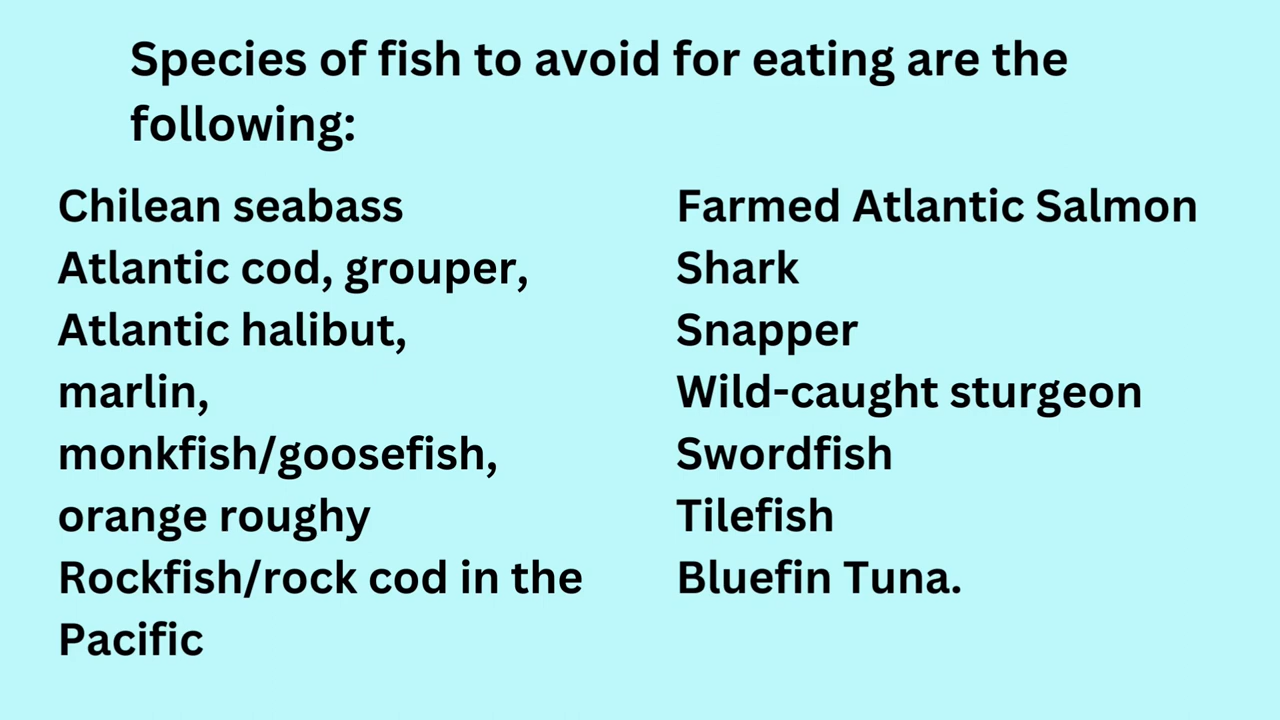 Species of fish to avoid for eating are the
following:
Chilean seabass
Atlantic cod, grouper,
Atlantic halibut,
marlin,
monkfish/goosefish,
orange roughy
Rockfish/rock cod in the
Pacific
Farmed Atlantic Salmon
Shark
Snapper
Wild-caught sturgeon
Swordfish
Tilefish
Bluefin Tuna.